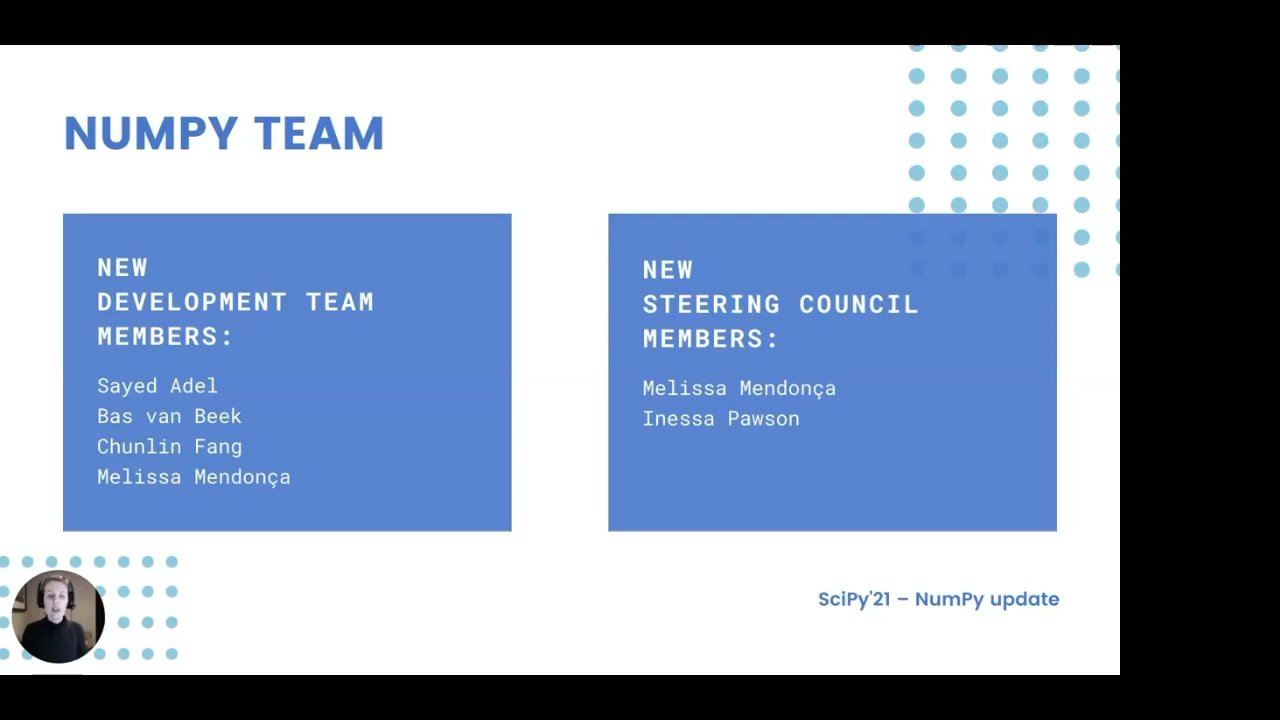 NUMPY TEAM
NEW
DEVELOPMENT TEAM
MEMBERS:
Sayed Adel
Bas van Beek
Chunlin Fang
Melissa Mendonça
NEW
STEERING COUNCIL
MEMBERS:
Melissa Mendonça
Inessa Pawson
SciPy'21 – NumPy update